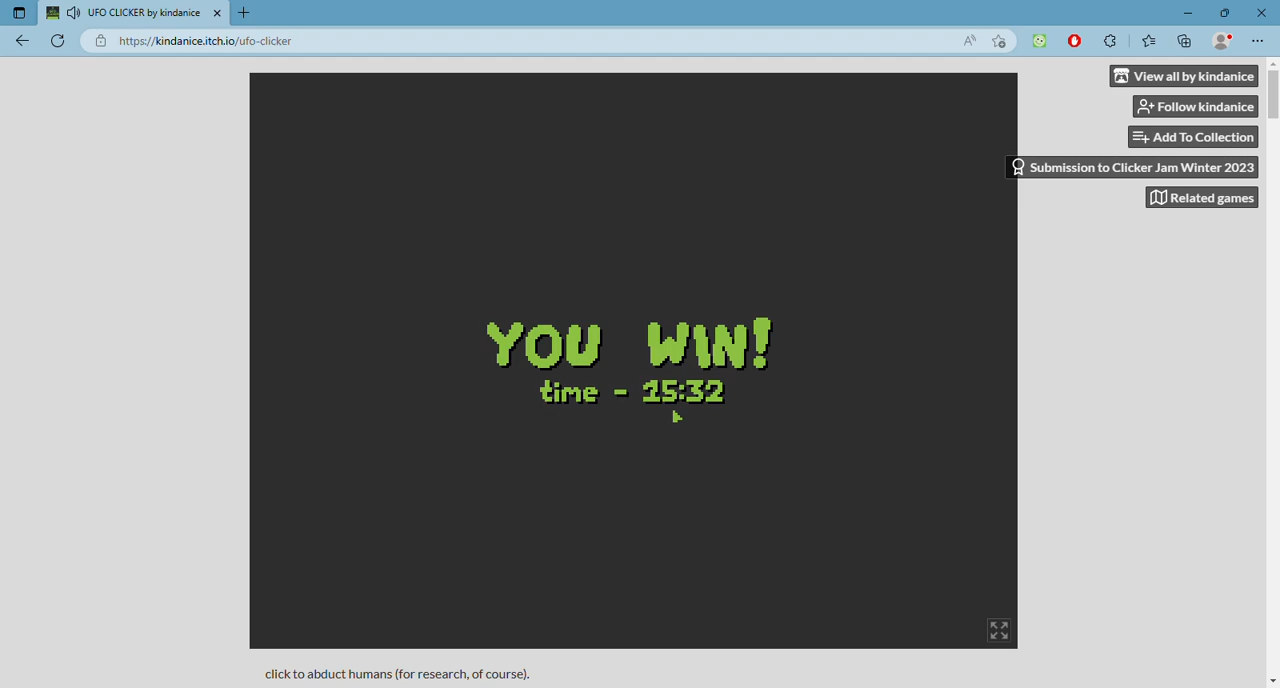 UFO CLICKER by kindanice
https://kindanice.itch.io/ufo-clicker
View all by kindanice
Follow kindanice
Add To Collection
Submission to Clicker Jam Winter 2023
Related games
YOU WIN!
time - 15:32
click to abduct humans (for research, of course).